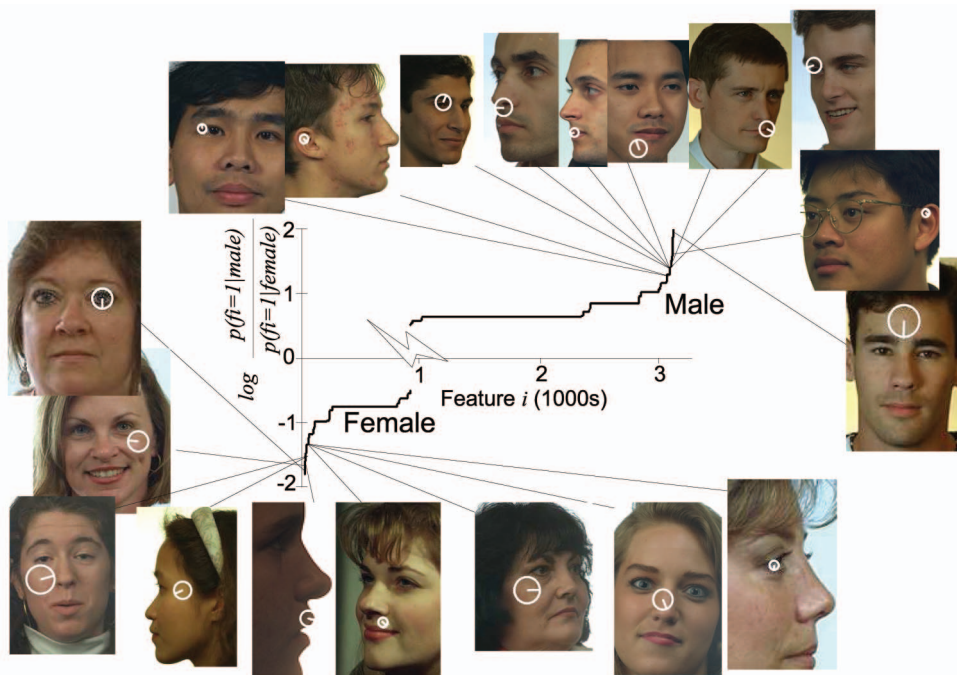 p(fi=1|male)
p(fi=1|female)
log
2
1
0
-1
-2
1
2
3
Feature i (1000s)
Male
Female